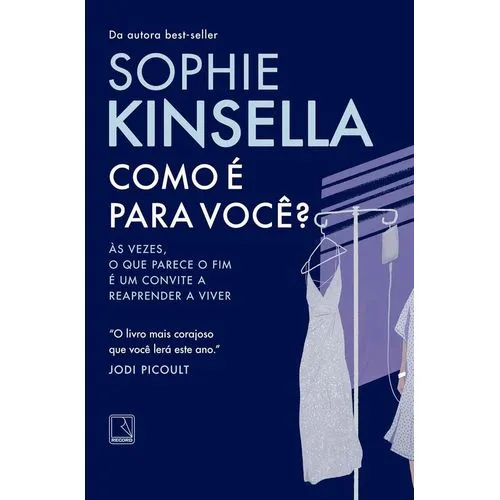 Da autora best-seller
SOPHIE
KINSELLA
COMO É
PARA VOCÊ?
ÀS VEZES,
O QUE PARECE O FIM
É UM CONVITE A
REAPRENDER A VIVER
“O livro mais corajoso
que você lerá este ano.”
JODI PICOULT
RECORD